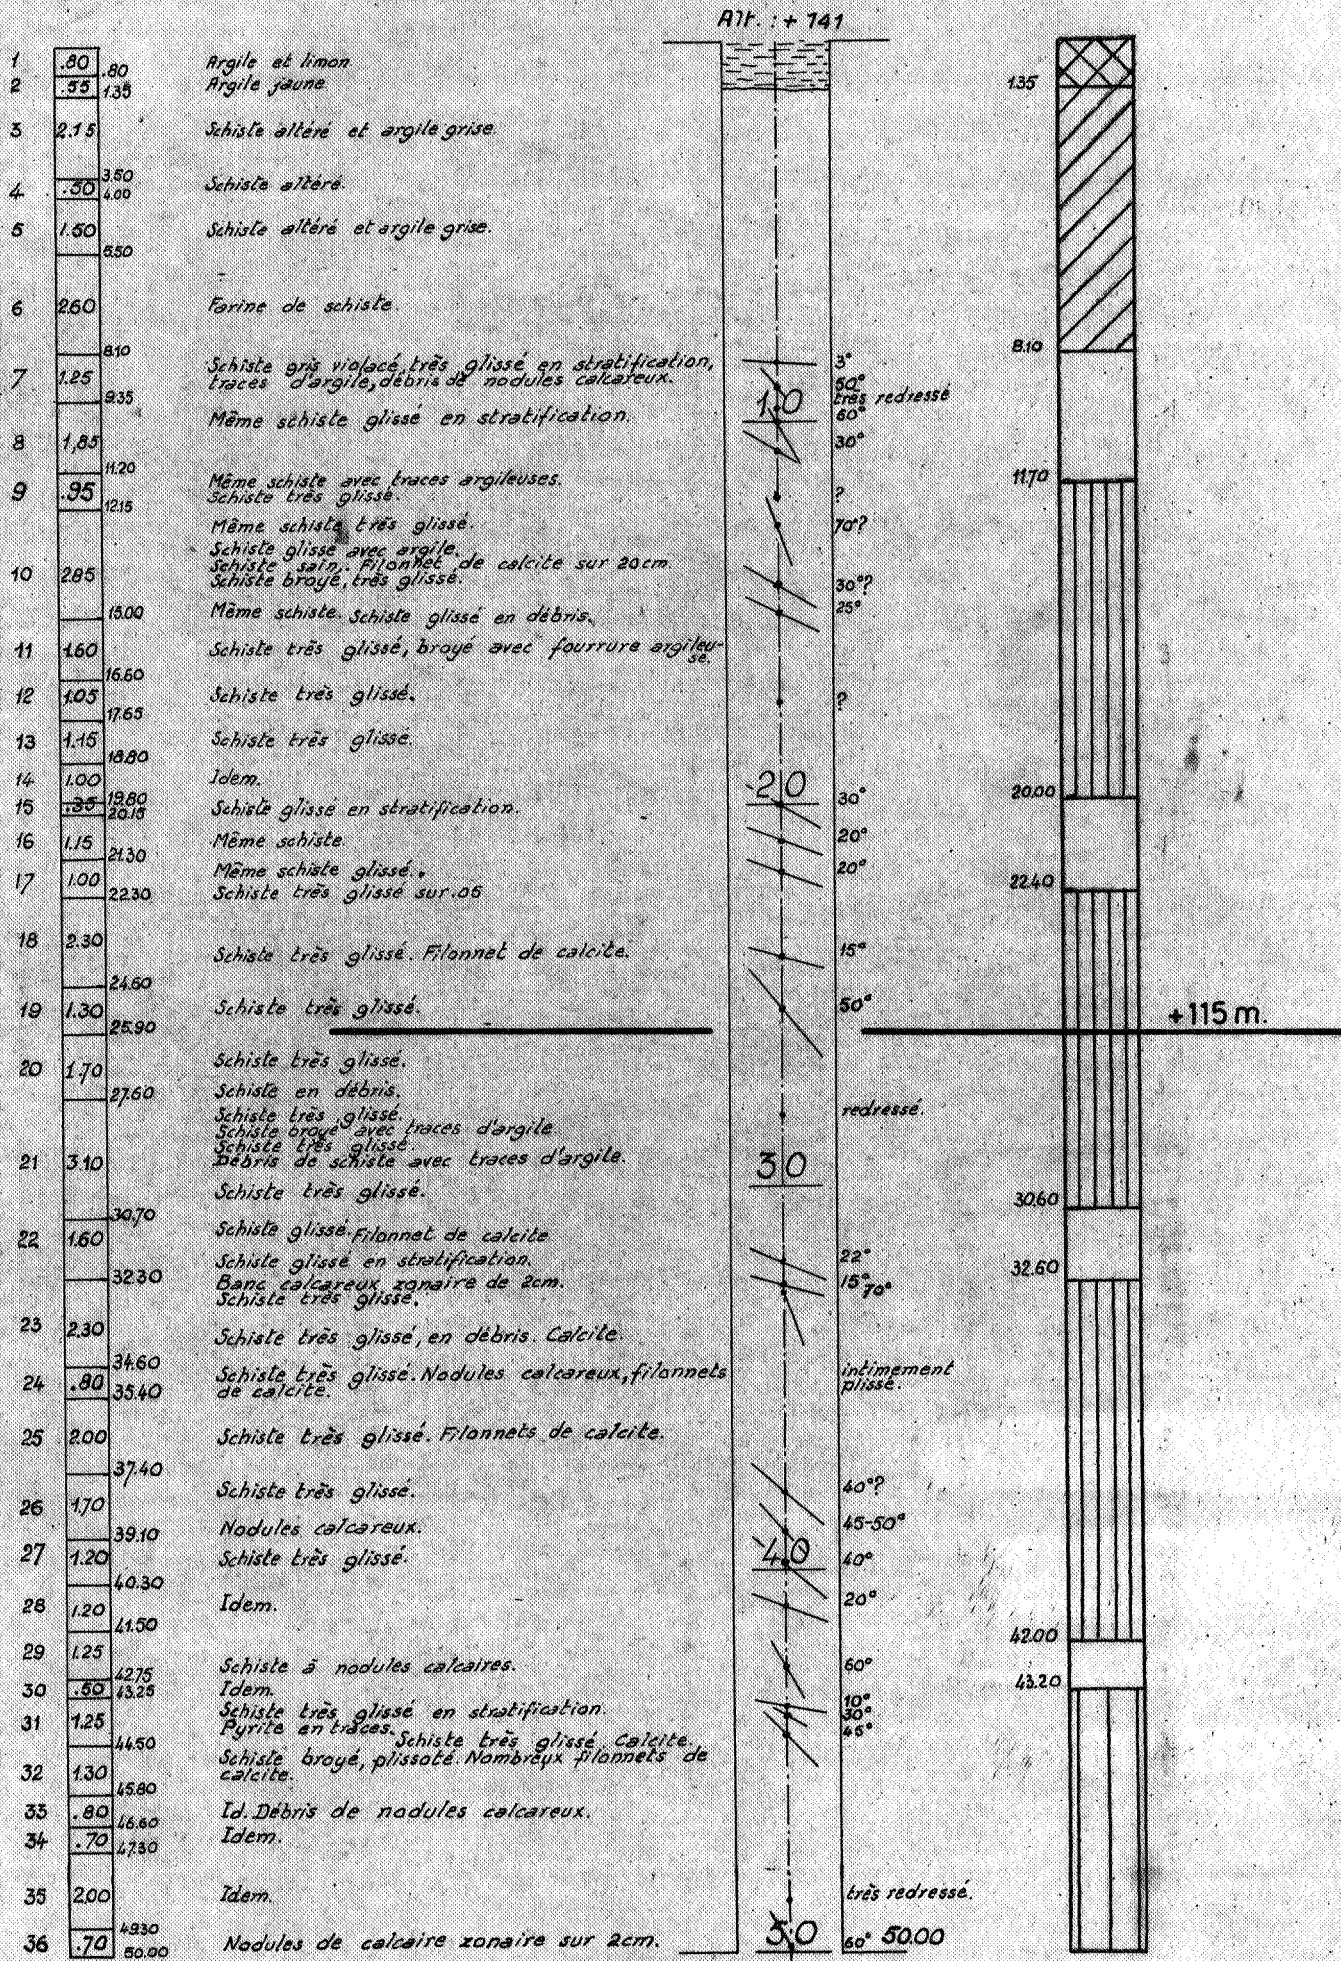 Alt. : + 141
1 .80 Argile et limon
.80
2 .55 Argile jaune
1.35
1.35
3 2.15 Schiste altéré et argile grise.
3.50
4 .50 Schiste altéré.
4.00
5 1.50 Schiste altéré et argile grise.
5.50
6 2.60 Farine de schiste
8.10
8.10
7 1.25 Schiste gris violacé, très glissé en stratification, 3°
traces d'argile, débris de nodules calcareux. 50°
très redressé
9.35
10
60°
Même schiste glissé en stratification.
8 1,85 30°
11.20
11.70
9 .95 Même schiste avec traces argileuses.
Schiste très glissé. ?
12.15
Même schiste très glissé. 70°?
Schiste glissé avec argile.
Schiste sain. Filonnet de calcite sur 20cm.
10 2.85 Schiste broyé, très glissé. 30°?
15.00 Même schiste. Schiste glissé en débris. 25°
11 1.60 Schiste très glissé, broyé avec fourrure argileu-
se.
16.60
12 1.05 Schiste très glissé. ?
17.65
13 1.15 Schiste très glissé.
18.80
14 1.00 Idem. 20 30°
20.00
19.80
15 .35 Schiste glissé en stratification.
20.15
16 1.15 Même schiste. 20°
21.30
17 1.00 Même schiste glissé. 20°
22.30 Schiste très glissé sur .06
22.40
18 2.30 Schiste très glissé. Filonnet de calcite. 15°
24.60
19 1.30 Schiste très glissé. 50°
25.90
+115 m.
20 1.70 Schiste très glissé.
27.60 Schiste en débris.
Schiste très glissé. redressé.
Schiste broyé avec traces d'argile
Schiste très glissé.
21 3.10 Débris de schiste avec traces d'argile. 30
Schiste très glissé.
30.60
30.70
22 1.60 Schiste glissé. Filonnet de calcite
Schiste glissé en stratification. 22°
32.60
32.30 Banc calcareux zonaire de 2cm. 15° 70°
Schiste très glissé.
23 2.30 Schiste très glissé, en débris. Calcite.
34.60
24 .80 Schiste très glissé. Nodules calcareux, filonnets intimement
35.40 de calcite. plissé.
25 2.00 Schiste très glissé. Filonnets de calcite.
37.40
26 1.70 Schiste très glissé. 40°?
39.10 Nodules calcareux. 45-50°
27 1.20 Schiste très glissé. 40 40°
40.30
28 1.20 Idem. 20°
41.50
42.00
29 1.25 Schiste à nodules calcaires. 60°
42.75
43.20
30 .50 Idem. 10°
43.25
31 1.25 Schiste très glissé en stratification. 30°
Pyrite en traces. Schiste très glissé. Calcite. 45°
44.50
32 1.30 Schiste broyé, plissoté. Nombreux filonnets de
calcite.
45.80
33 .80 Id. Débris de nodules calcareux.
46.60
34 .70 Idem.
47.30
35 2.00 Idem. très redressé.
49.30
36 .70 Nodules de calcaire zonaire sur 2cm. 50 60° 50.00
50.00